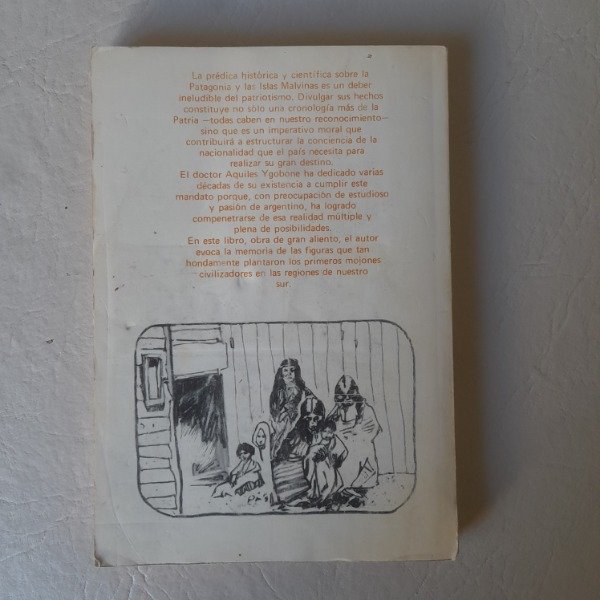 La prédica histórica y científica sobre la
Patagonia y las Islas Malvinas es un deber
ineludible del patriotismo. Divulgar sus hechos
constituye no sólo una cronología más de la
Patria —todas caben en nuestro reconocimiento—
sino que es un imperativo moral que
contribuirá a estructurar la conciencia de la
nacionalidad que el país necesita para
realizar su gran destino.
El doctor Aquiles Ygobone ha dedicado varias
décadas de su existencia a cumplir este
mandato porque, con preocupación de estudioso
y pasión de argentino, ha logrado
compenetrarse de esa realidad múltiple y
plena de posibilidades.
En este libro, obra de gran aliento, el autor
evoca la memoria de las figuras que tan
hondamente plantaron los primeros mojones
civilizadores en las regiones de nuestro
sur.